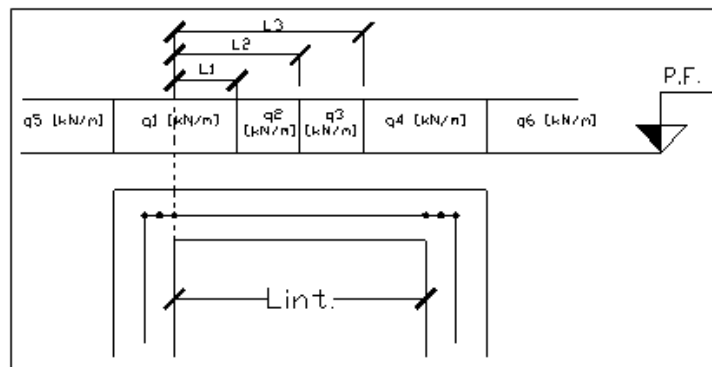 L3
L2
L1
P.F.
q5 [kN/m]
q1 [kN/m]
q2
[kN/m]
q3
[kN/m]
q4 [kN/m]
q6 [kN/m]
Lint.